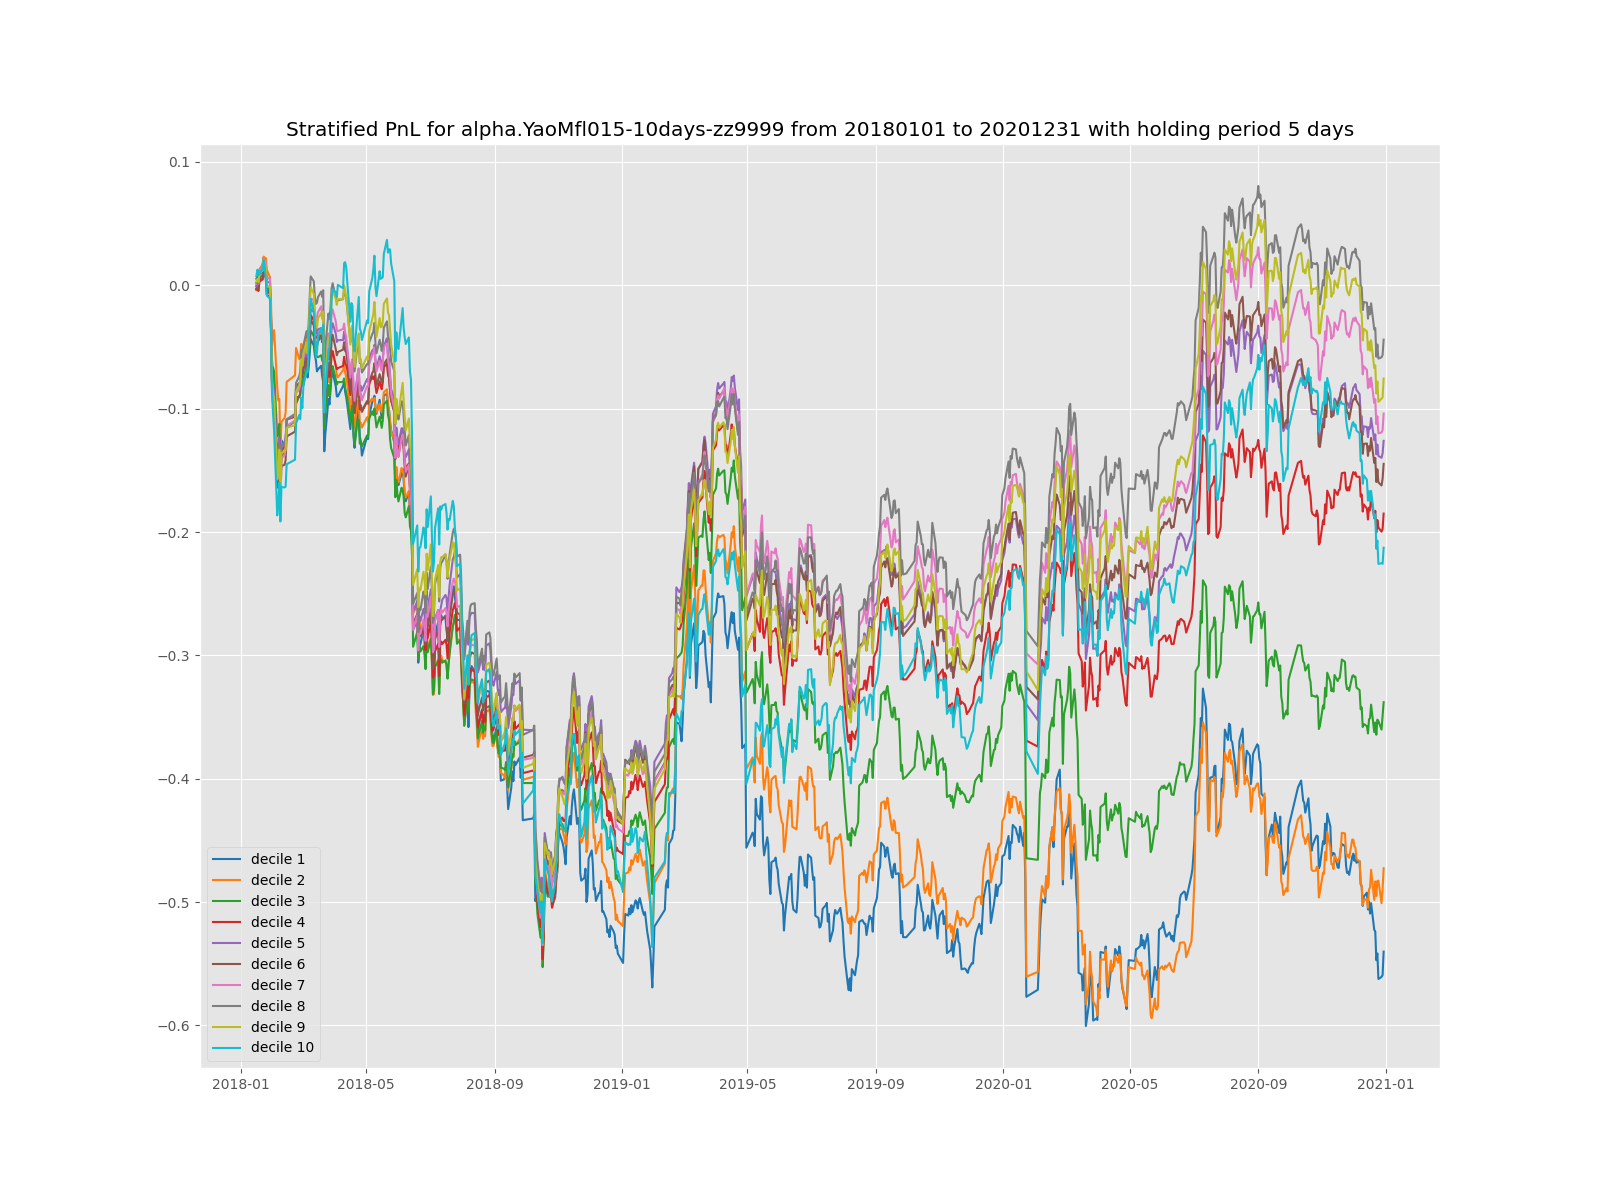 Stratified PnL for alpha.YaoMfl015-10days-zz9999 from 20180101 to 20201231 with holding period 5 days
0.1
0.0
−0.1
−0.2
−0.3
−0.4
−0.5
−0.6
decile 1
decile 2
decile 3
decile 4
decile 5
decile 6
decile 7
decile 8
decile 9
decile 10
2018-01 2018-05 2018-09 2019-01 2019-05 2019-09 2020-01 2020-05 2020-09 2021-01